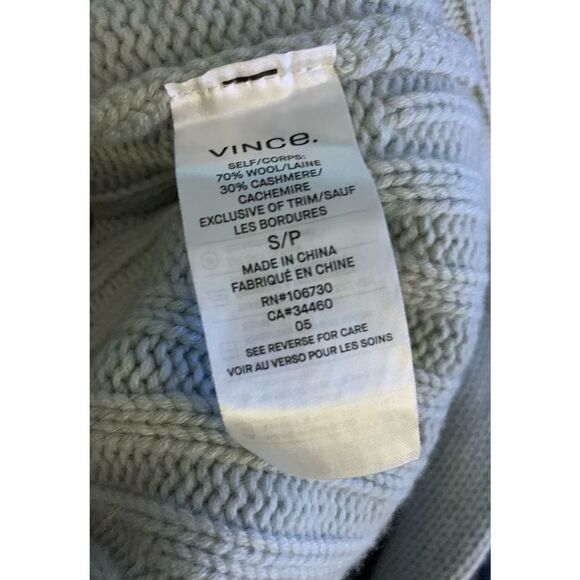 VINCE.
SELF/CORPS:
70% WOOL/LAINE
30% CASHMERE/
CACHEMIRE
EXCLUSIVE OF TRIM/SAUF
LES BORDURES
S/P
MADE IN CHINA
FABRIQUÉ EN CHINE
RN#106730
CA#34460
05
SEE REVERSE FOR CARE
VOIR AU VERSO POUR LES SOINS